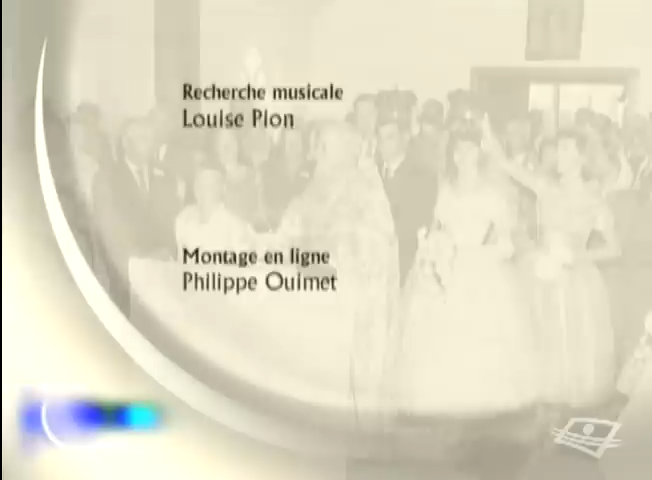 Recherche musicale
Louise Pion
Montage en ligne
Philippe Ouimet